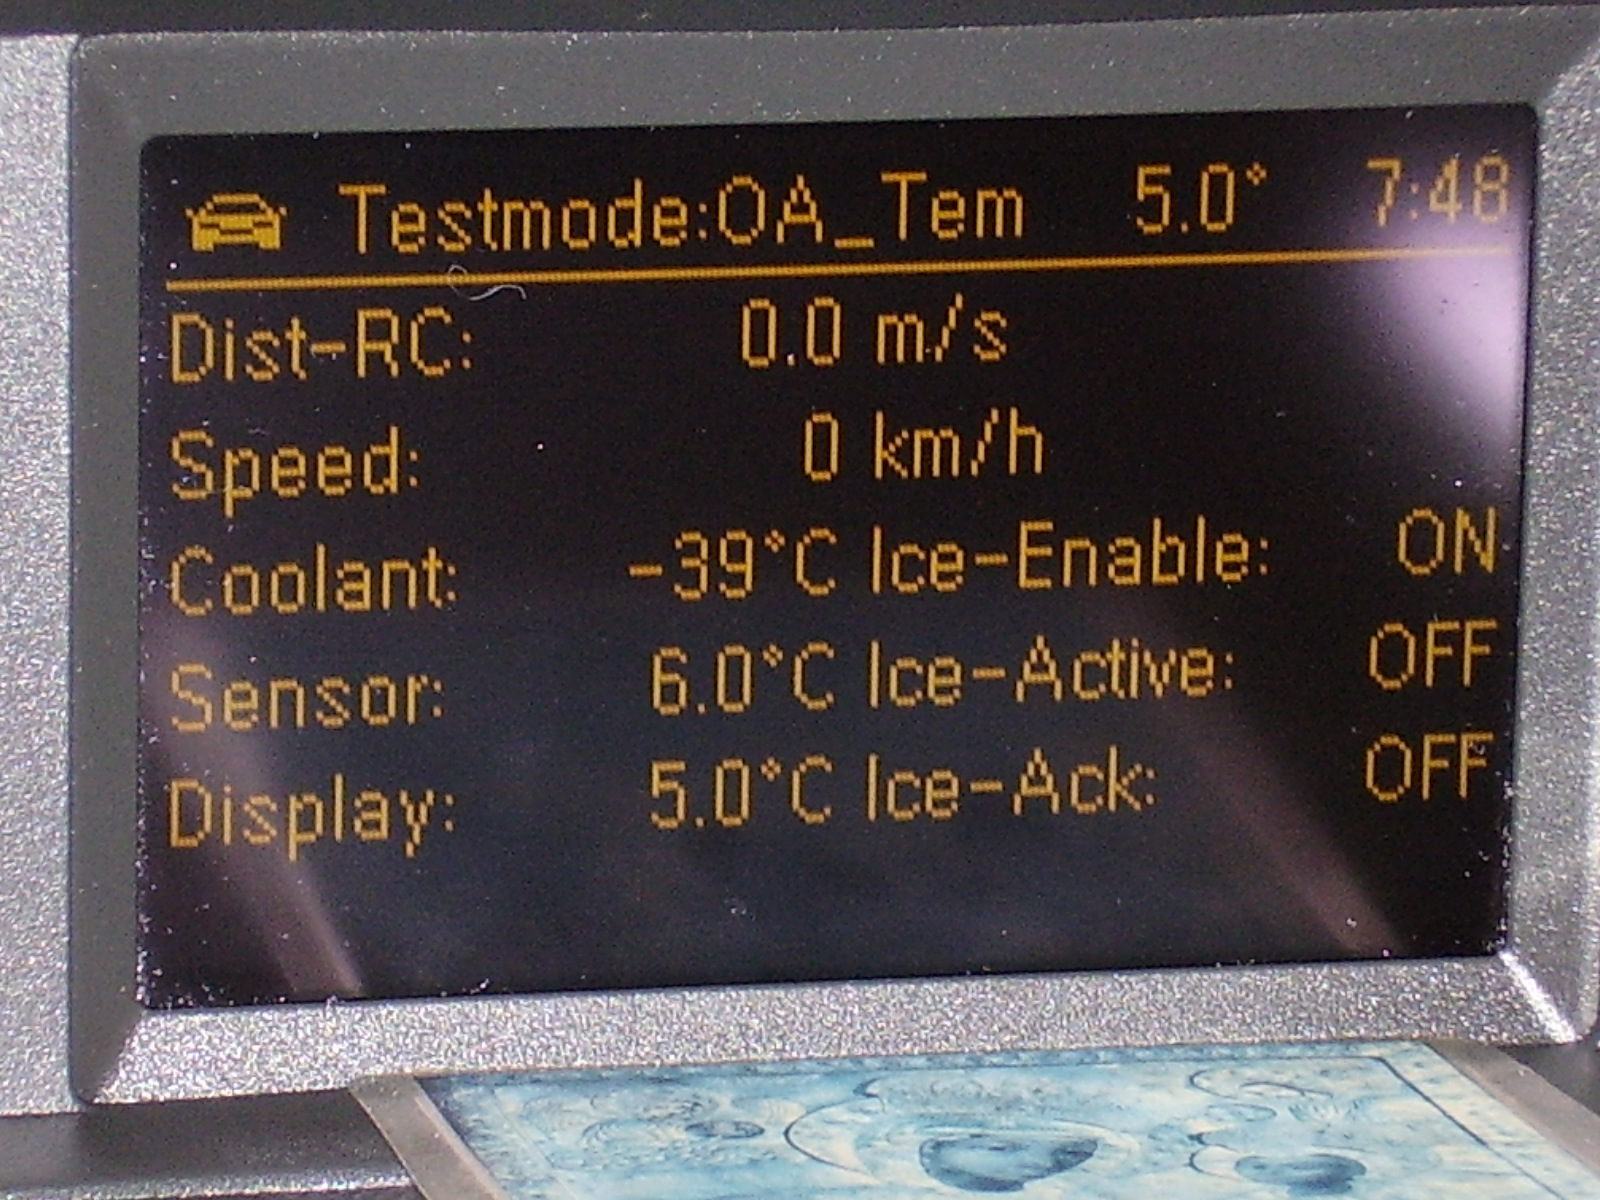 Testmode:OA_Tem 5.0° 7:48
Dist-RC: 0.0 m/s
Speed: 0 km/h
Coolant: -39°C Ice-Enable: ON
Sensor: 6.0°C Ice-Active: OFF
Display: 5.0°C Ice-Ack: OFF